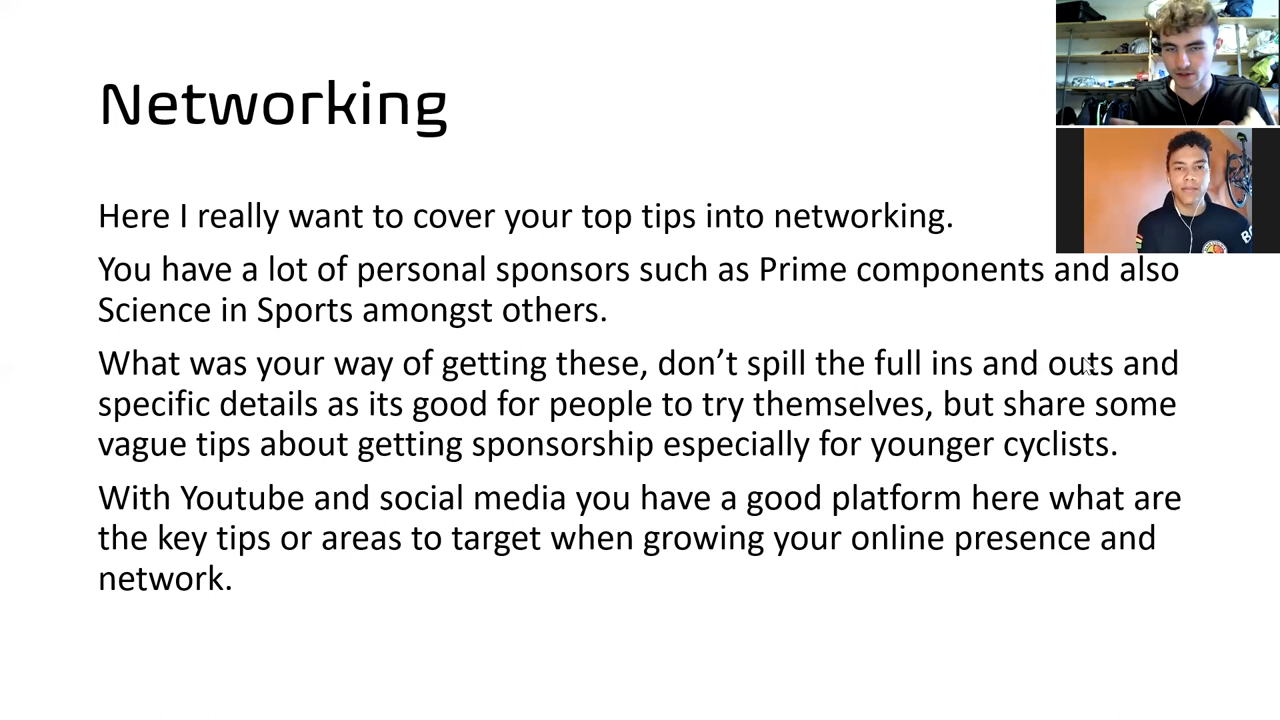 Networking
Here I really want to cover your top tips into networking.
You have a lot of personal sponsors such as Prime components and also
Science in Sports amongst others.
What was your way of getting these, don’t spill the full ins and outs and
specific details as its good for people to try themselves, but share some
vague tips about getting sponsorship especially for younger cyclists.
With Youtube and social media you have a good platform here what are
the key tips or areas to target when growing your online presence and
network.